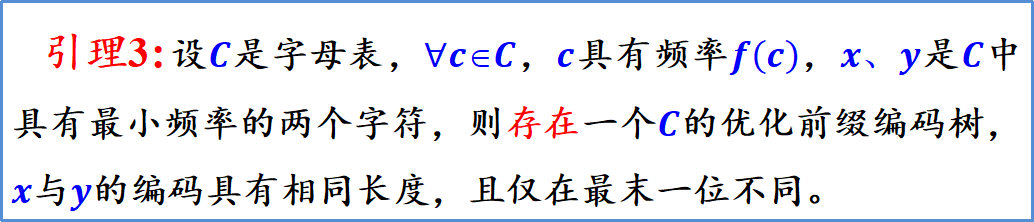 引理3:设C是字母表，∀c∈C，c具有频率f(c)，x、y是C中
具有最小频率的两个字符，则存在一个C的优化前缀编码树，
x与y的编码具有相同长度，且仅在最末一位不同。